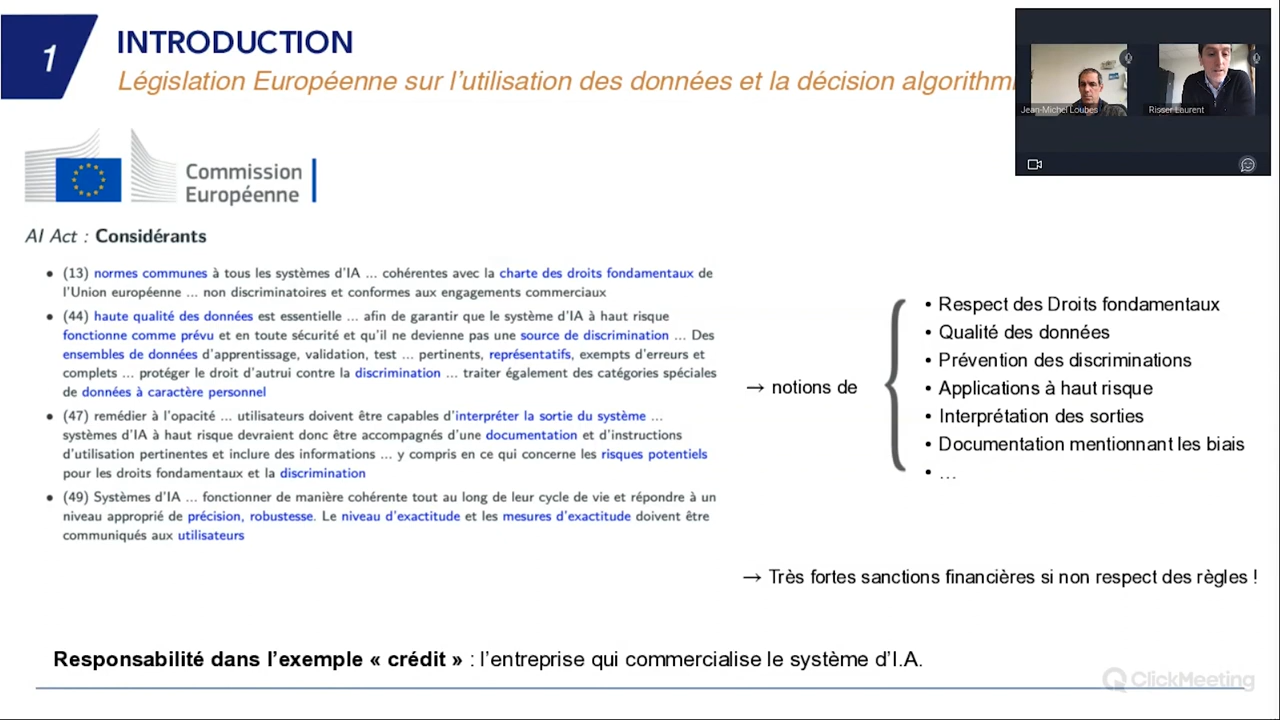 1
INTRODUCTION
Législation Européenne sur l'utilisation des données et la décision
Jean-Michel Loubes
Risser Laurent
Commission
Européenne
AI Act : Considérants
• (13) normes communes à tous les systèmes d'IA ... cohérentes avec la charte des droits fondamentaux de
l'Union européenne ... non discriminatoires et conformes aux engagements commerciaux
• (44) haute qualité des données est essentielle ... afin de garantir que le système d'IA à haut risque
fonctionne comme prévu et en toute sécurité et qu'il ne devienne pas une source de discrimination ... Des
ensembles de données d'apprentissage, validation, test ... pertinents, représentatifs, exempts d'erreurs et
complets ... protéger le droit d'autrui contre la discrimination ... traiter également des catégories spéciales
de données à caractère personnel
• (47) remédier à l'opacité ... utilisateurs doivent être capables d'interpréter la sortie du système ...
systèmes d'IA à haut risque devraient donc être accompagnés d'une documentation et d'instructions
d'utilisation pertinentes et inclure des informations ... y compris en ce qui concerne les risques potentiels
pour les droits fondamentaux et la discrimination
• (49) Systèmes d'IA ... fonctionner de manière cohérente tout au long de leur cycle de vie et répondre à un
niveau approprié de précision, robustesse. Le niveau d'exactitude et les mesures d'exactitude doivent être
communiqués aux utilisateurs
→ notions de
• Respect des Droits fondamentaux
• Qualité des données
• Prévention des discriminations
• Applications à haut risque
• Interprétation des sorties
• Documentation mentionnant les biais
• ...
→ Très fortes sanctions financières si non respect des règles !
Responsabilité dans l'exemple « crédit » : l'entreprise qui commercialise le système d'I.A.
ClickMeeting